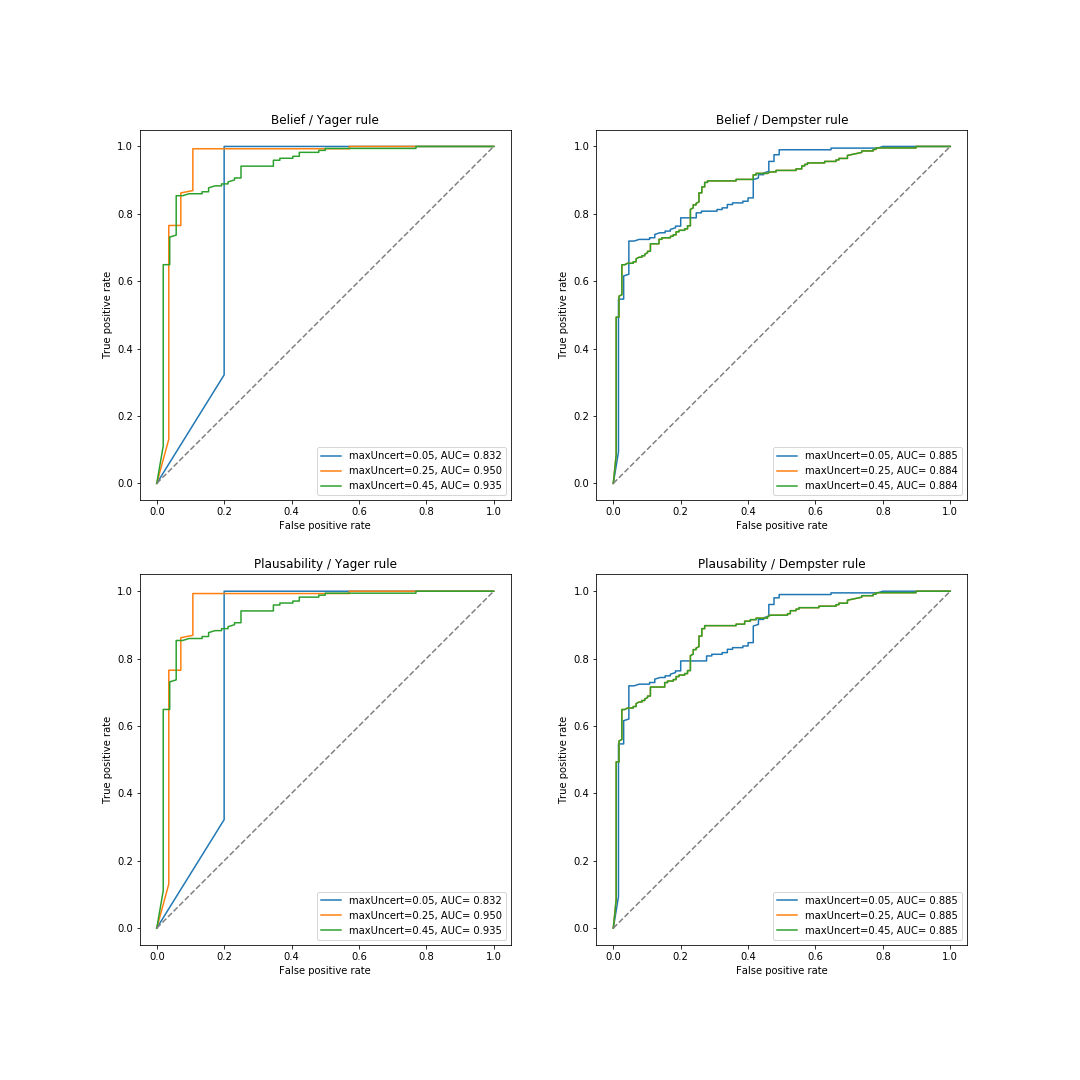 Belief / Yager rule
True positive rate
1.0
0.8
0.6
0.4
0.2
0.0
maxUncert=0.05, AUC= 0.832
maxUncert=0.25, AUC= 0.950
maxUncert=0.45, AUC= 0.935
0.0 0.2 0.4 0.6 0.8 1.0
False positive rate
Belief / Dempster rule
True positive rate
1.0
0.8
0.6
0.4
0.2
0.0
maxUncert=0.05, AUC= 0.885
maxUncert=0.25, AUC= 0.884
maxUncert=0.45, AUC= 0.884
0.0 0.2 0.4 0.6 0.8 1.0
False positive rate
Plausability / Yager rule
True positive rate
1.0
0.8
0.6
0.4
0.2
0.0
maxUncert=0.05, AUC= 0.832
maxUncert=0.25, AUC= 0.950
maxUncert=0.45, AUC= 0.935
0.0 0.2 0.4 0.6 0.8 1.0
False positive rate
Plausability / Dempster rule
True positive rate
1.0
0.8
0.6
0.4
0.2
0.0
maxUncert=0.05, AUC= 0.885
maxUncert=0.25, AUC= 0.885
maxUncert=0.45, AUC= 0.885
0.0 0.2 0.4 0.6 0.8 1.0
False positive rate